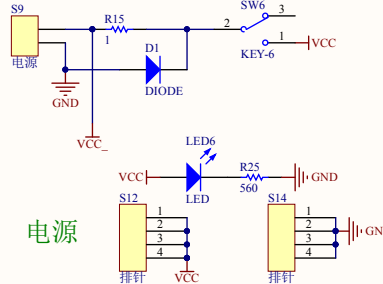 S9
R15
1
SW6
3
2
1
VCC
KEY-6
D1
DIODE
电源
GND
VCC_
LED6
VCC
LED
R25
560
GND
S12
1
2
3
4
排针
VCC
S14
1
2
3
4
排针
GN
电源